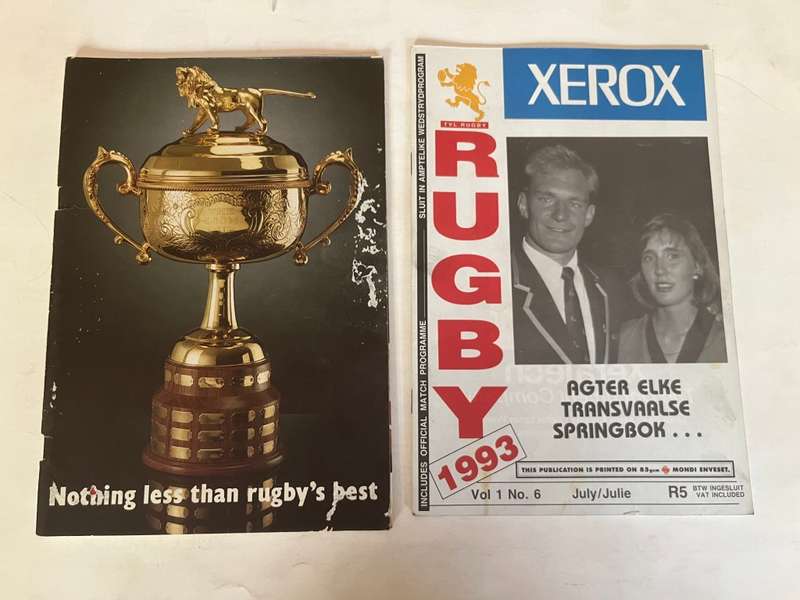 Nothing less than rugby's best
SLUIT IN AMPTELIKE WEDSTRYDPROGRAM
INCLUDES OFFICIAL MATCH PROGRAMME
TVL RUGBY
RUGBY
1993
XEROX
AGTER ELKE
TRANSVAALSE
SPRINGBOK...
THIS PUBLICATION IS PRINTED ON 83gsm MONDI ENVESET.
Vol 1 No. 6 July/Julie R5 BTW INGESLUIT
VAT INCLUDED